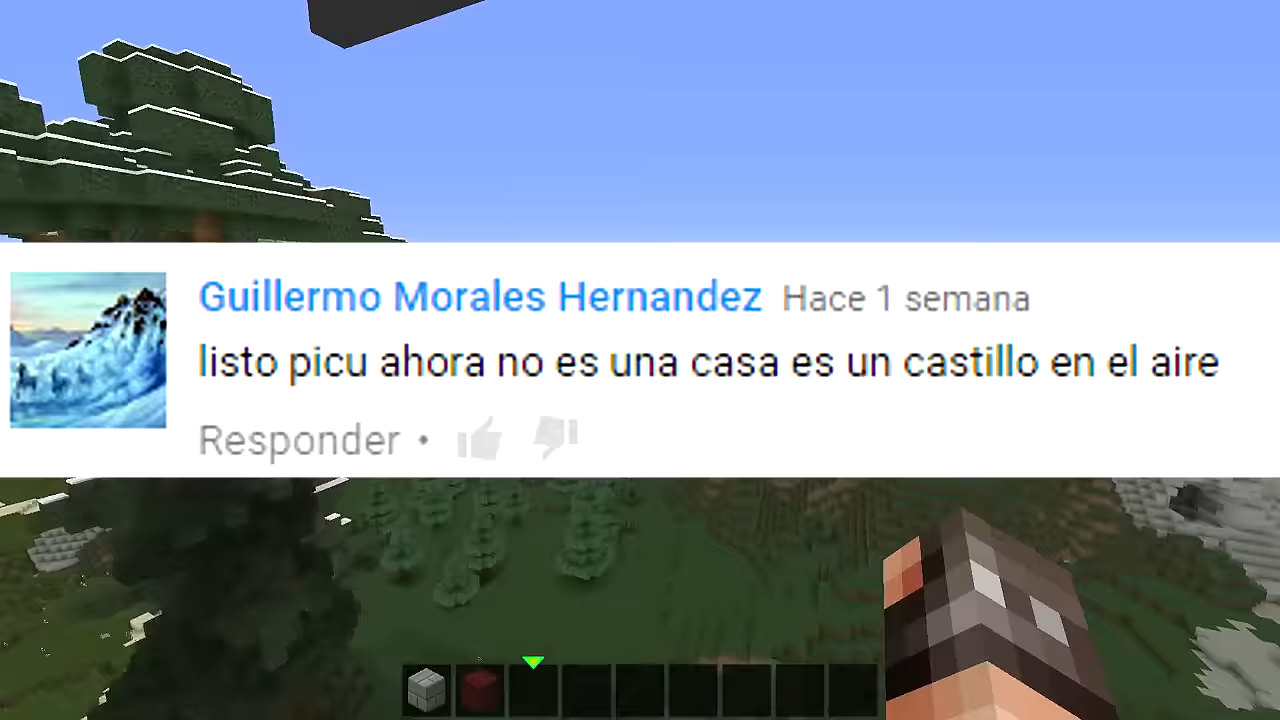 Guillermo Morales Hernandez Hace 1 semana
listo picu ahora no es una casa es un castillo en el aire
Responder •